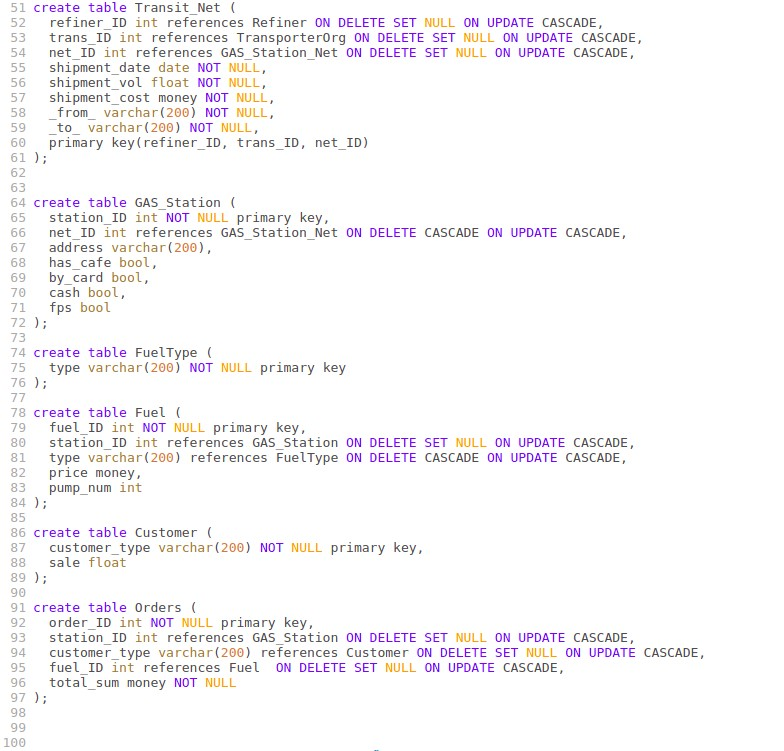 51 create table Transit_Net (
52   refiner_ID int references Refiner ON DELETE SET NULL ON UPDATE CASCADE,
53   trans_ID int references TransporterOrg ON DELETE SET NULL ON UPDATE CASCADE,
54   net_ID int references GAS_Station_Net ON DELETE SET NULL ON UPDATE CASCADE,
55   shipment_date date NOT NULL,
56   shipment_vol float NOT NULL,
57   shipment_cost money NOT NULL,
58   _from_ varchar(200) NOT NULL,
59   _to_ varchar(200) NOT NULL,
60   primary key(refiner_ID, trans_ID, net_ID)
61 );
62
63
64 create table GAS_Station (
65   station_ID int NOT NULL primary key,
66   net_ID int references GAS_Station_Net ON DELETE CASCADE ON UPDATE CASCADE,
67   address varchar(200),
68   has_cafe bool,
69   by_card bool,
70   cash bool,
71   fps bool
72 );
73
74 create table FuelType (
75   type varchar(200) NOT NULL primary key
76 );
77
78 create table Fuel (
79   fuel_ID int NOT NULL primary key,
80   station_ID int references GAS_Station ON DELETE SET NULL ON UPDATE CASCADE,
81   type varchar(200) references FuelType ON DELETE CASCADE ON UPDATE CASCADE,
82   price money,
83   pump_num int
84 );
85
86 create table Customer (
87   customer_type varchar(200) NOT NULL primary key,
88   sale float
89 );
90
91 create table Orders (
92   order_ID int NOT NULL primary key,
93   station_ID int references GAS_Station ON DELETE SET NULL ON UPDATE CASCADE,
94   customer_type varchar(200) references Customer ON DELETE SET NULL ON UPDATE CASCADE,
95   fuel_ID int references Fuel  ON DELETE SET NULL ON UPDATE CASCADE,
96   total_sum money NOT NULL
97 );
98
99
100